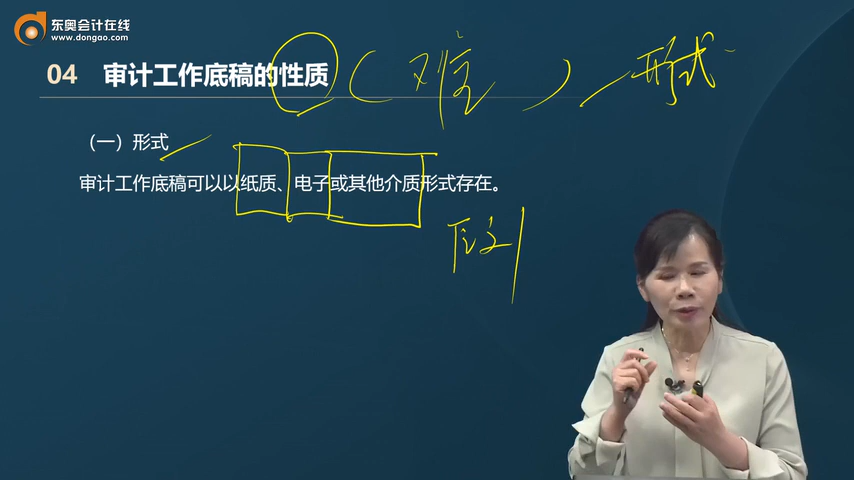 东奥会计在线
www.dongao.com
04 审计工作底稿的性质
（难） 形式
（一）形式
审计工作底稿可以以纸质、电子或其他介质形式存在。